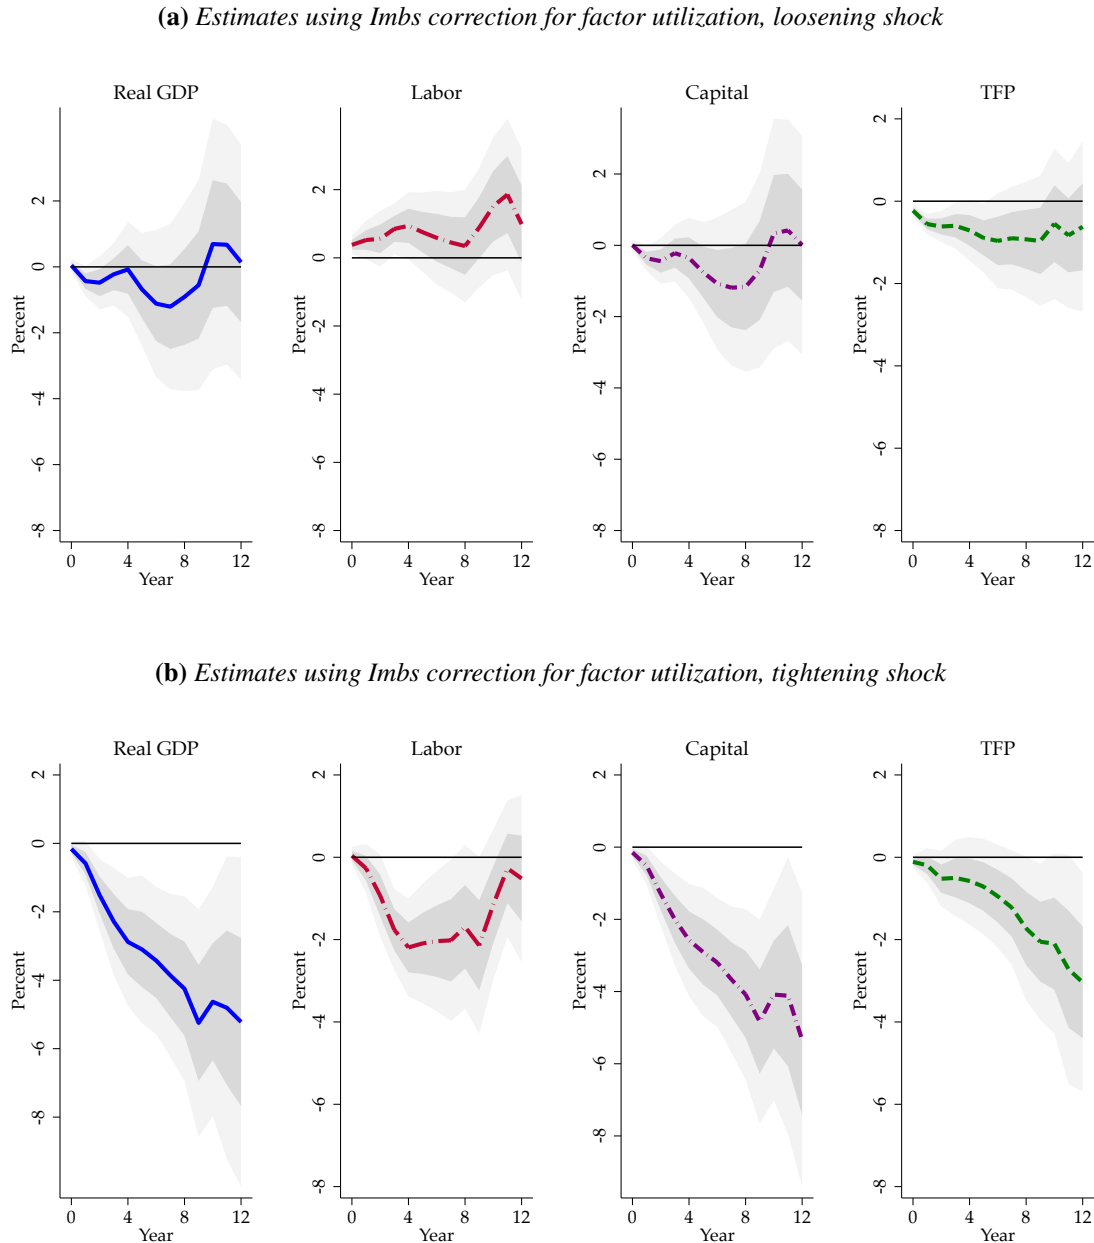 (a) Estimates using Imbs correction for factor utilization, loosening shock
Real GDP
Percent
2
0
-2
-4
-6
-8
0 4 8 12
Year
Labor
Percent
2
0
-2
-4
-6
-8
0 4 8 12
Year
Capital
Percent
2
0
-2
-4
-6
-8
0 4 8 12
Year
TFP
Percent
2
0
-2
-4
-6
-8
0 4 8 12
Year
(b) Estimates using Imbs correction for factor utilization, tightening shock
Real GDP
Percent
2
0
-2
-4
-6
-8
0 4 8 12
Year
Labor
Percent
2
0
-2
-4
-6
-8
0 4 8 12
Year
Capital
Percent
2
0
-2
-4
-6
-8
0 4 8 12
Year
TFP
Percent
2
0
-2
-4
-6
-8
0 4 8 12
Year